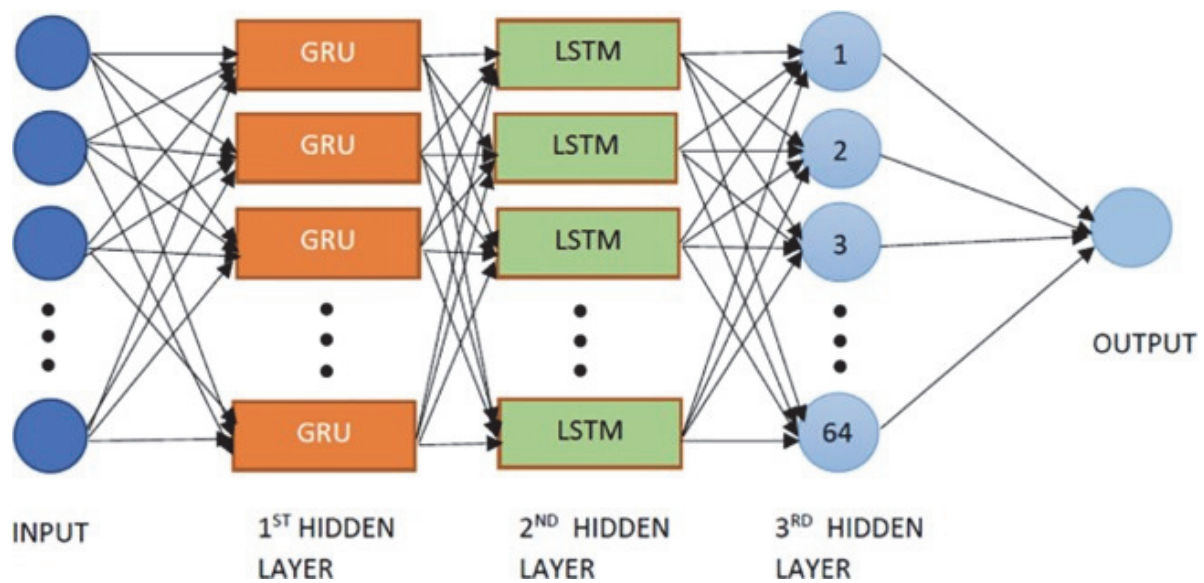 GRU LSTM 1
GRU LSTM 2
GRU LSTM 3
OUTPUT
GRU LSTM 64
INPUT
1ST HIDDEN
LAYER
2ND HIDDEN
LAYER
3RD HIDDEN
LAYER